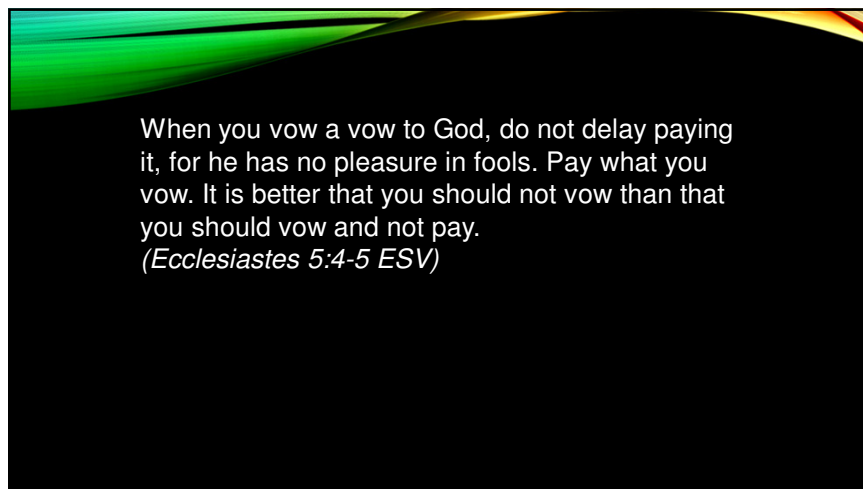 When you vow a vow to God, do not delay paying
it, for he has no pleasure in fools. Pay what you
vow. It is better that you should not vow than that
you should vow and not pay.
(Ecclesiastes 5:4-5 ESV)